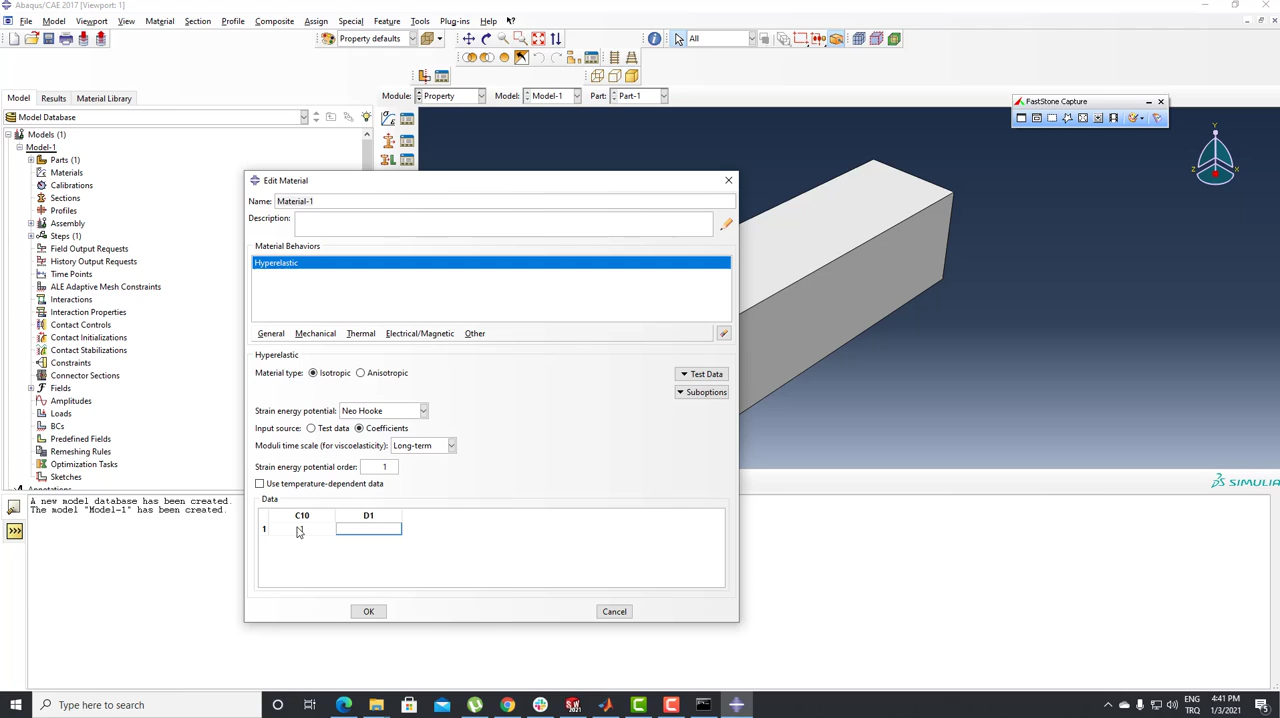 Abaqus/CAE 2017 [Viewport: 1]
File Model Viewport View Material Section Profile Composite Assign Special Feature Tools Plug-ins Help
Property defaults
All
Module: Property Model: Model-1 Part: Part-1
Model Results Material Library
FastStone Capture
Model Database
Models (1)
Model-1
Parts (1)
Materials
Calibrations
Sections
Profiles
Assembly
Steps (1)
Field Output Requests
History Output Requests
Time Points
ALE Adaptive Mesh Constraints
Interactions
Interaction Properties
Contact Controls
Contact Initializations
Contact Stabilizations
Constraints
Connector Sections
Fields
Amplitudes
Loads
BCs
Predefined Fields
Remeshing Rules
Optimization Tasks
Sketches
Y
Z
X
Edit Material
Name: Material-1
Description:
Material Behaviors
Hyperelastic
General Mechanical Thermal Electrical/Magnetic Other
Hyperelastic
Material type: Isotropic Anisotropic
Test Data
Suboptions
Strain energy potential: Neo Hooke
Input source: Test data Coefficients
Moduli time scale (for viscoelasticity): Long-term
Strain energy potential order: 1
Use temperature-dependent data
Data
C10 D1
1
OK Cancel
SIMULIA
A new model database has been created.
The model "Model-1" has been created.
>>>
Type here to search
ENG
TRQ
4:41 PM
1/3/2021